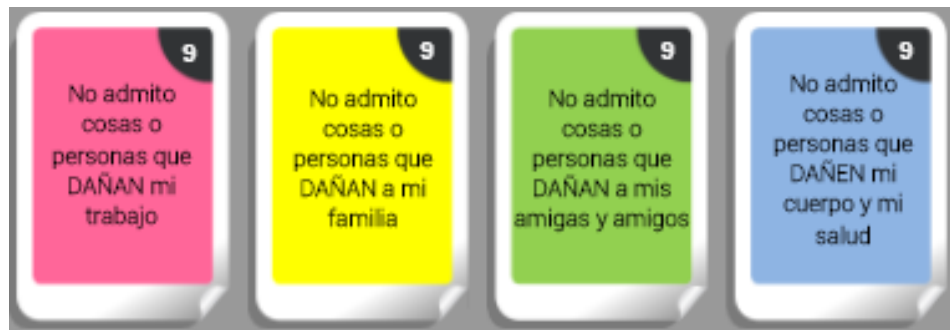 9
No admito
cosas o
personas que
DAÑAN mi
trabajo
9
No admito
cosas o
personas que
DAÑAN a mi
familia
9
No admito
cosas o
personas que
DAÑAN a mis
amigas y amigos
9
No admito
cosas o
personas que
DAÑEN mi
cuerpo y mi
salud